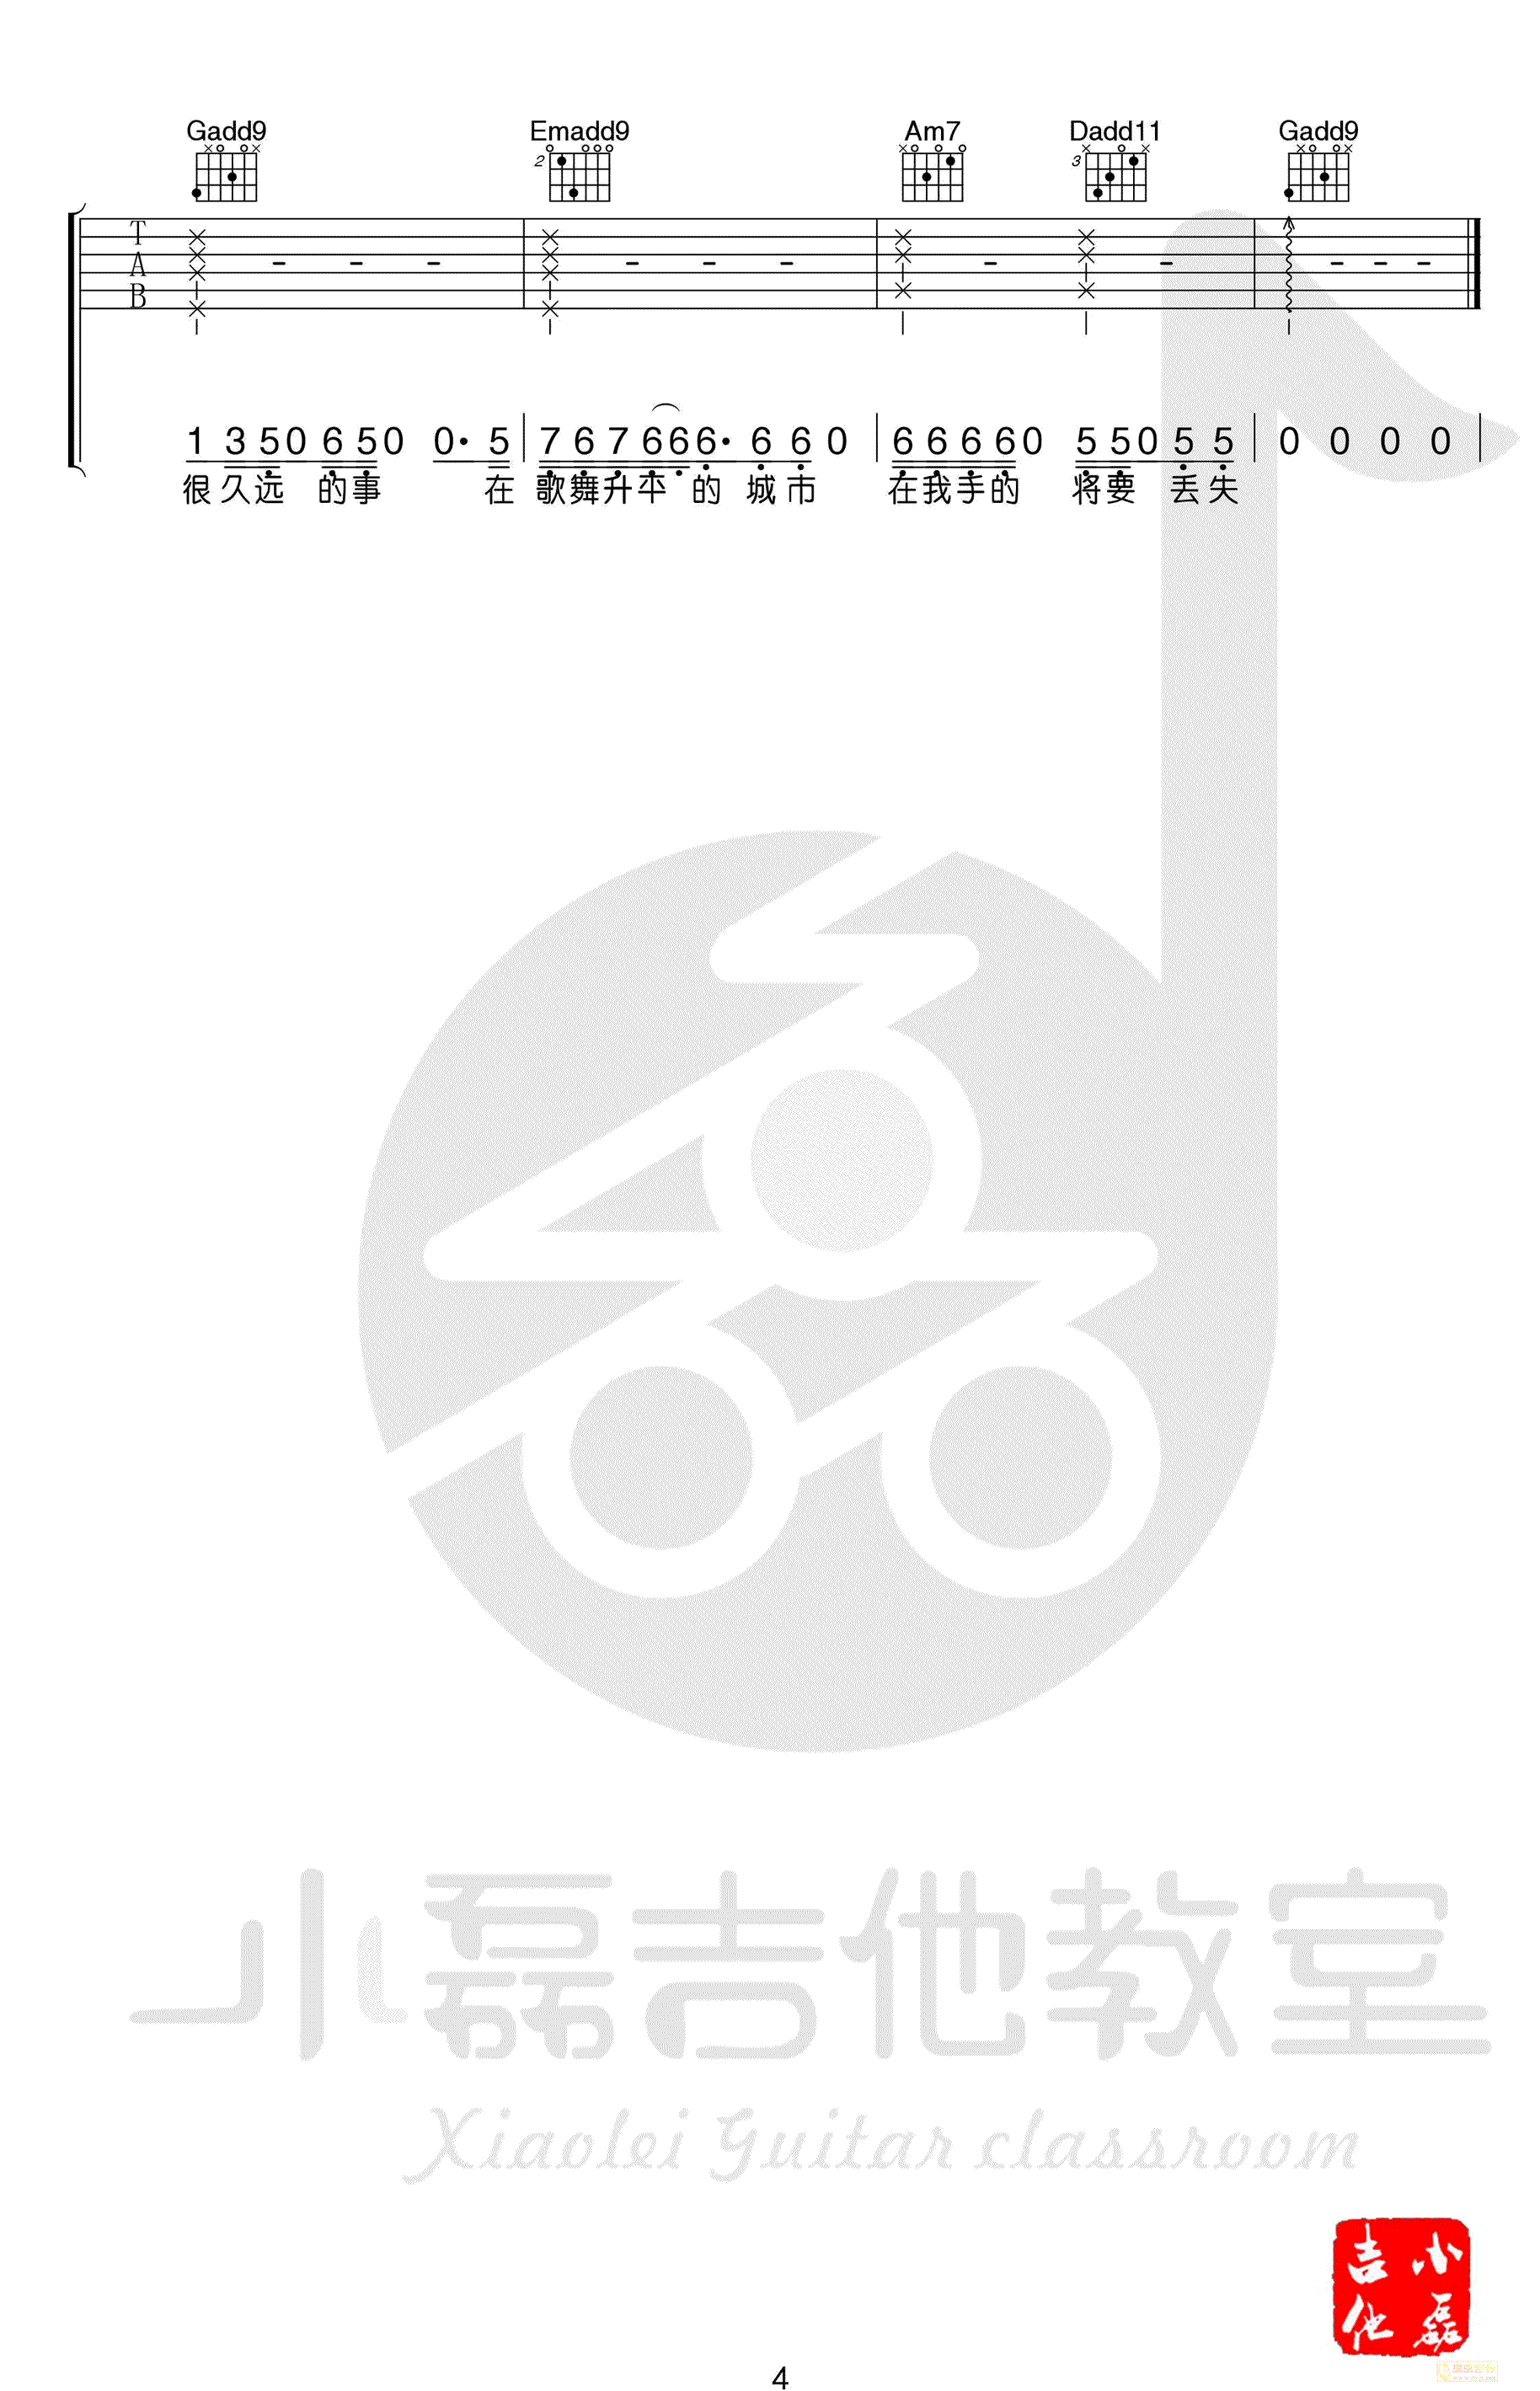 Gadd9 Emadd9 Am7 Dadd11 Gadd9
2 3
T
A
B
1 3 5 0 6 5 0 0· 5 7 6 7 6 6 6· 6 6 0 6 6 6 6 0 5 5 0 5 5 0 0 0 0
很久远 的事 在 歌舞升平 的 城市 在我手的 将要 丢失
小磊吉他教室
Xiaolei Guitar classroom
小磊
吉他
4